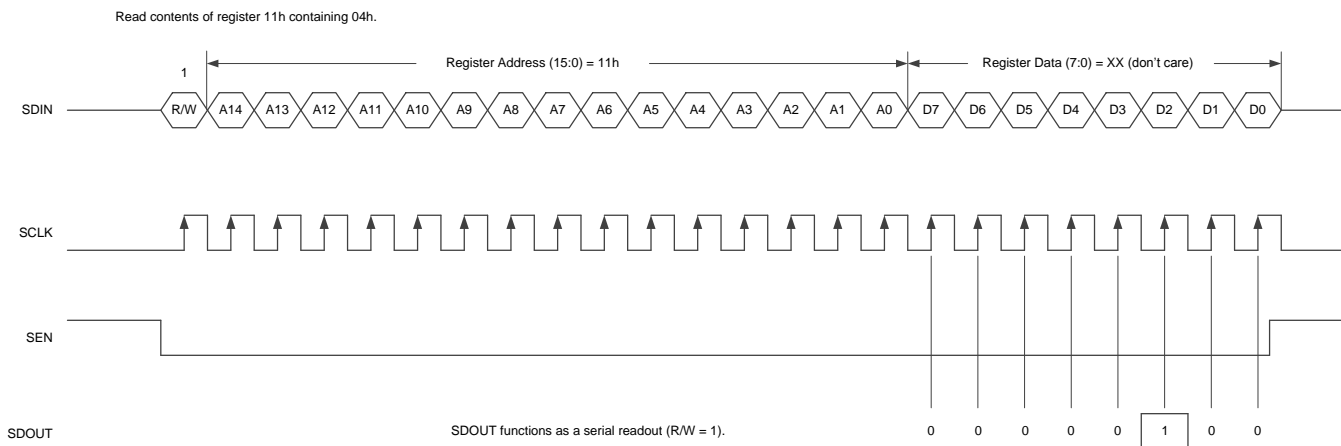 Read contents of register 11h containing 04h.
1
Register Address (15:0) = 11h
Register Data (7:0) = XX (don't care)
SDIN
R/W A14 A13 A12 A11 A10 A9 A8 A7 A6 A5 A4 A3 A2 A1 A0 D7 D6 D5 D4 D3 D2 D1 D0
SCLK
SEN
SDOUT
SDOUT functions as a serial readout (R/W = 1).
0 0 0 0 0 1 0 0